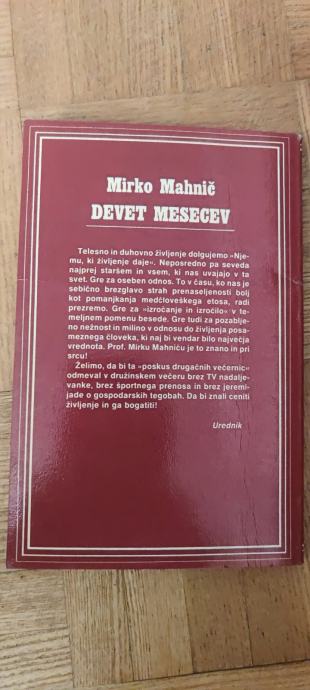 Mirko Mahnič
DEVET MESECEV
Telesno in duhovno življenje dolgujemo »Nje-
mu, ki življenje daje«. Neposredno pa seveda
najprej staršem in vsem, ki nas uvajajo v ta
svet. Gre za oseben odnos. To v času, ko nas je
sebično brezglavo strah prenaseljenosti bolj
kot pomanjkanja medčloveškega etosa, radi
prezremo. Gre za »izročanje in izročilo« v te-
meljnem pomenu besede. Gre tudi za pozablje-
no nežnost in milino v odnosu do življenja posa-
meznega človeka, ki naj bi vendar bilo največja
vrednota. Prof. Mirku Mahniču je to znano in pri
srcu!
Želimo, da bi ta »poskus drugačnih večernic«
odmeval v družinskem večeru brez TV nadalje-
vanke, brez športnega prenosa in brez jeremi-
jade o gospodarskih tegobah. Da bi znali ceniti
življenje in ga bogatiti!
Urednik